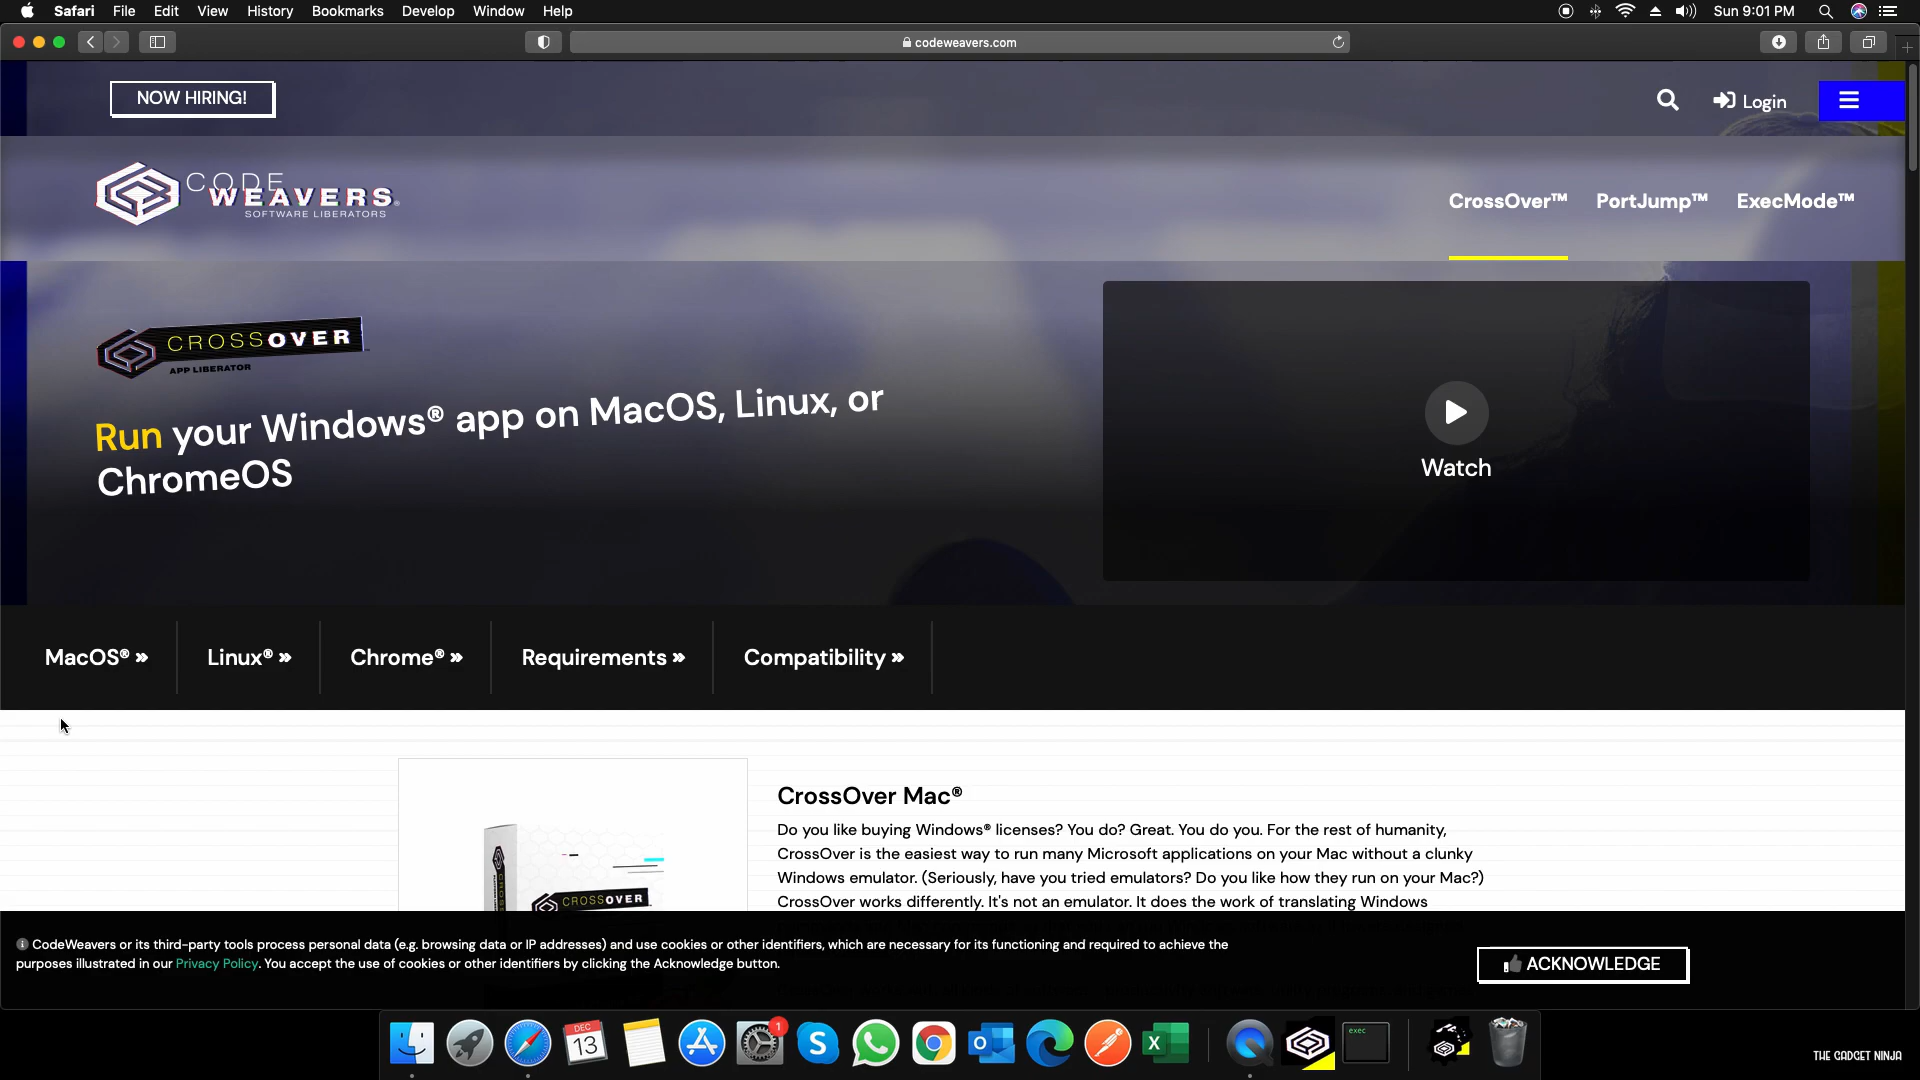 Safari File Edit View History Bookmarks Develop Window Help
Sun 9:01 PM
codeweavers.com
NOW HIRING!
Login
CODE
WEAVERS
SOFTWARE LIBERATORS
CrossOver™ PortJump™ ExecMode™
CROSSOVER
APP LIBERATOR
Run your Windows® app on MacOS, Linux, or
ChromeOS
Watch
MacOS® »
Linux® »
Chrome® »
Requirements »
Compatibility »
CrossOver Mac®
Do you like buying Windows® licenses? You do? Great. You do you. For the rest of humanity,
CrossOver is the easiest way to run many Microsoft applications on your Mac without a clunky
Windows emulator. (Seriously, have you tried emulators? Do you like how they run on your Mac?)
CrossOver works differently. It's not an emulator. It does the work of translating Windows
CROSSOVER
CodeWeavers or its third-party tools process personal data (e.g. browsing data or IP addresses) and use cookies or other identifiers, which are necessary for its functioning and required to achieve the
purposes illustrated in our Privacy Policy. You accept the use of cookies or other identifiers by clicking the Acknowledge button.
ACKNOWLEDGE
DEC
13
1
exec
THE GADGET NINJA